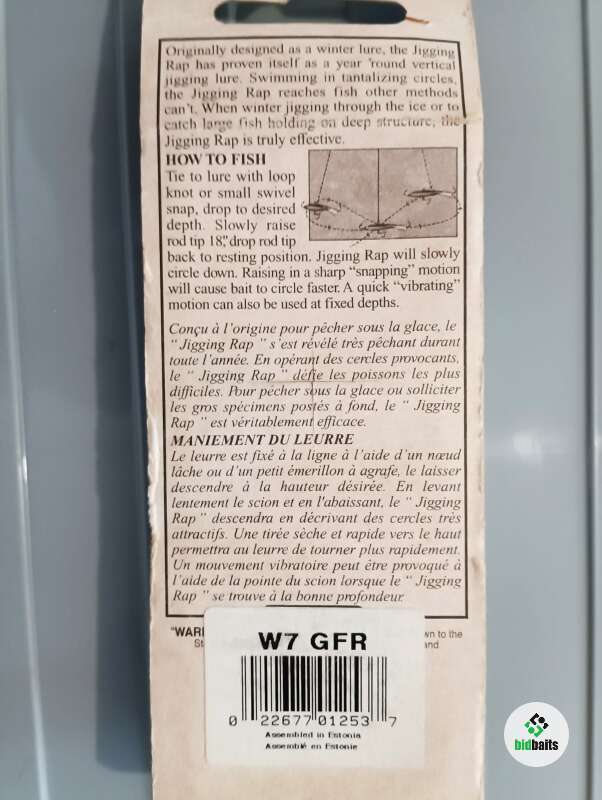 Originally designed as a winter lure, the Jigging
Rap has proven itself as a year 'round vertical
jigging lure. Swimming in tantalizing circles,
the Jigging Rap reaches fish other methods
can't. When winter jigging through the ice or to
catch large fish holding on deep structure, the
Jigging Rap is truly effective.
HOW TO FISH
Tie to lure with loop
knot or small swivel
snap, drop to desired
depth. Slowly raise
rod tip 18", drop rod tip
back to resting position. Jigging Rap will slowly
circle down. Raising in a sharp "snapping" motion
will cause bait to circle faster. A quick "vibrating"
motion can also be used at fixed depths.
Conçu à l'origine pour pêcher sous la glace, le
" Jigging Rap " s'est révélé très pêchant durant
toute l'année. En opérant des cercles provocants,
le " Jigging Rap " défie les poissons les plus
difficiles. Pour pécher sous la glace ou solliciter
les gros spécimens postés à fond, le " Jigging
Rap " est véritablement efficace.
MANIEMENT DU LEURRE
Le leurre est fixé à la ligne à l'aide d'un nœud
lâche ou d'un petit émerillon à agrafe, le laisser
descendre à la hauteur désirée. En levant
lentement le scion et en l'abaissant, le " Jigging
Rap " descendra en décrivant des cercles très
attractifs. Une tirée sèche et rapide vers le haut
permettra au leurre de tourner plus rapidement.
Un mouvement vibratoire peut être provoqué à
l'aide de la pointe du scion lorsque le " Jigging
Rap " se trouve à la bonne profondeur.
"WAR
wn to the
St
and
W7 GFR
0 22677 01253 7
Assembled in Estonia
Assemblé en Estonie
bidbaits